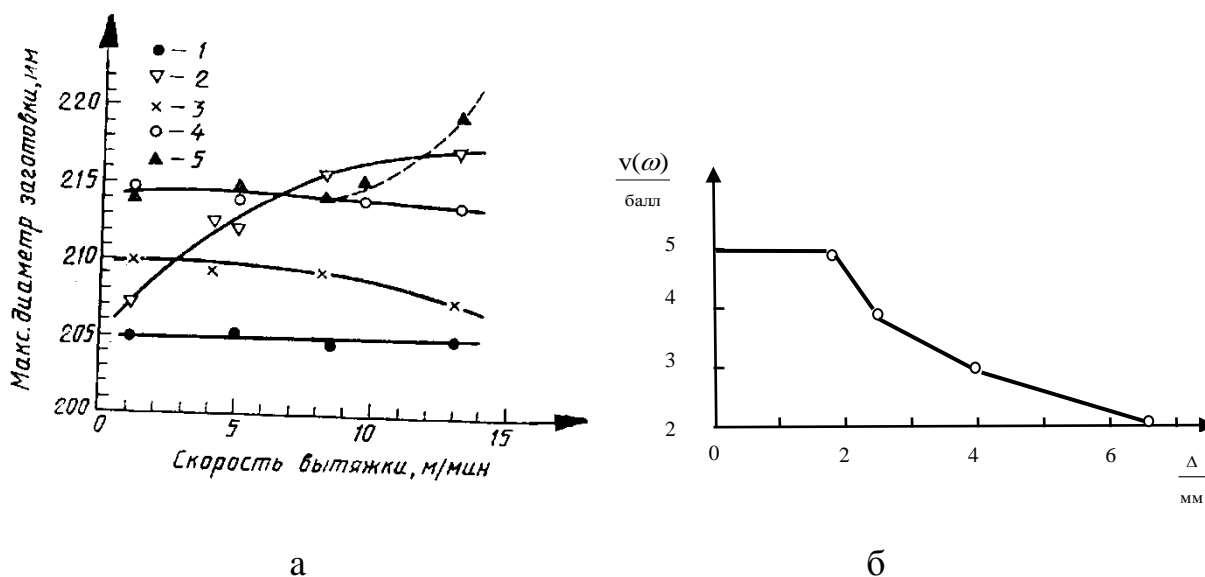 Макс. диаметр заготовки, мм
220
215
210
205
200
● – 1
▽ – 2
× – 3
○ – 4
▲ – 5
0 5 10 15
Скорость вытяжки, м/мин
а
v(ω)
балл
5
4
3
2
0 2 4 6
Δ
мм
б